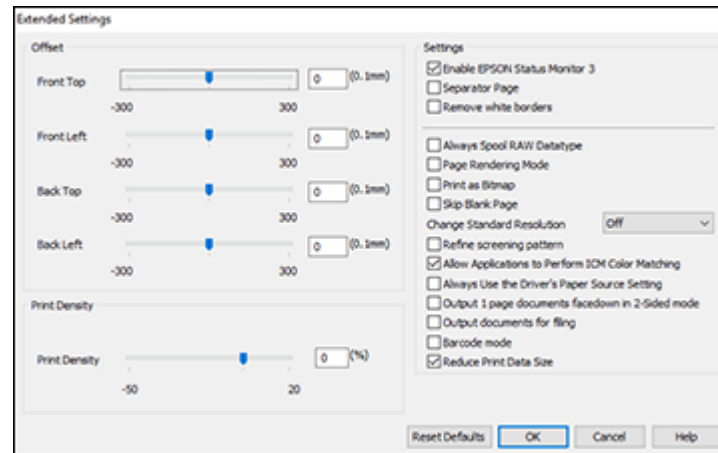 Extended Settings
Offset
Front Top
0
(0.1mm)
-300
300
Front Left
0
(0.1mm)
-300
300
Back Top
0
(0.1mm)
-300
300
Back Left
0
(0.1mm)
-300
300
Print Density
Print Density
0
(%)
-50
20
Settings
Enable EPSON Status Monitor 3
Separator Page
Remove white borders
Always Spool RAW Datatype
Page Rendering Mode
Print as Bitmap
Skip Blank Page
Change Standard Resolution
Off
Refine screening pattern
Allow Applications to Perform ICM Color Matching
Always Use the Driver's Paper Source Setting
Output 1 page documents facedown in 2-Sided mode
Output documents for filing
Barcode mode
Reduce Print Data Size
Reset Defaults
OK
Cancel
Help